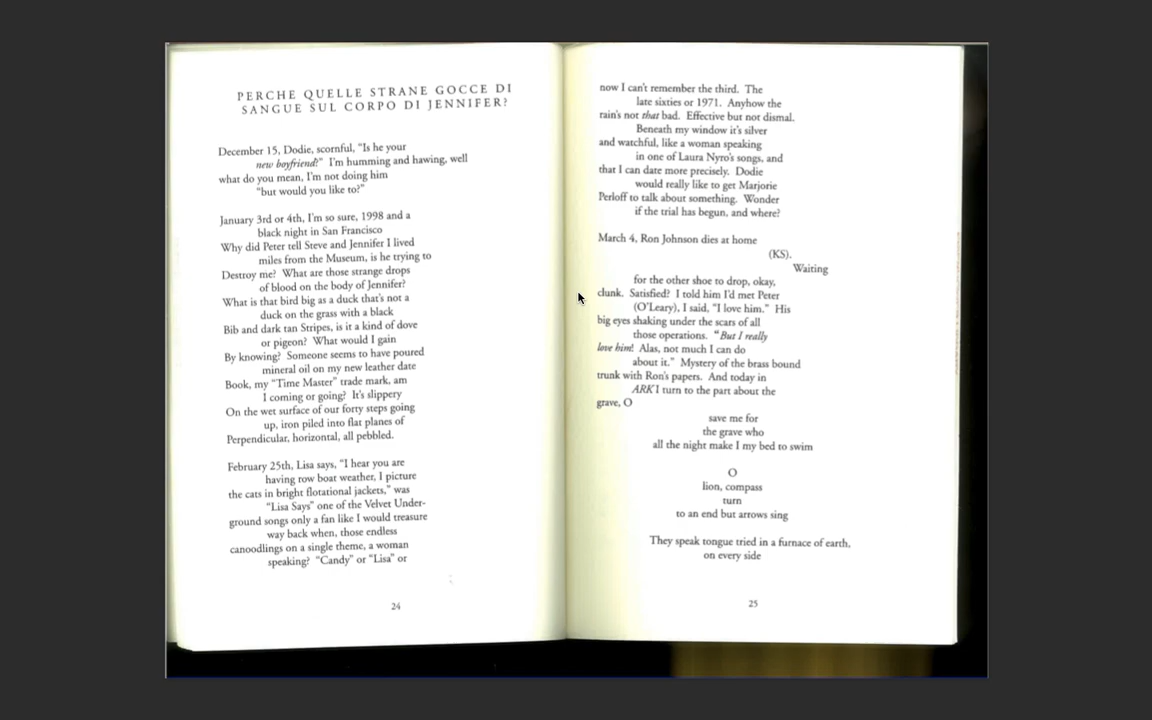 PERCHE QUELLE STRANE GOCCE DI
SANGUE SUL CORPO DI JENNIFER?
December 15, Dodie, scornful, "Is he your
new boyfriend?" I'm humming and hawing, well
what do you mean, I'm not doing him
"but would you like to?"
January 3rd or 4th, I'm so sure, 1998 and a
black night in San Francisco
Why did Peter tell Steve and Jennifer I lived
miles from the Museum, is he trying to
Destroy me? What are those strange drops
of blood on the body of Jennifer?
What is that bird big as a duck that's not a
duck on the grass with a black
Bib and dark tan Stripes, is it a kind of dove
or pigeon? What would I gain
By knowing? Someone seems to have poured
mineral oil on my new leather date
Book, my "Time Master" trade mark, am
I coming or going? It's slippery
On the wet surface of our forty steps going
up, iron piled into flat planes of
Perpendicular, horizontal, all pebbled.
February 25th, Lisa says, "I hear you are
having row boat weather, I picture
the cats in bright flotational jackets," was
"Lisa Says" one of the Velvet Under-
ground songs only a fan like I would treasure
way back when, those endless
canoodlings on a single theme, a woman
speaking? "Candy" or "Lisa" or
24
now I can't remember the third. The
late sixties or 1971. Anyhow the
rain's not that bad. Effective but not dismal.
Beneath my window it's silver
and watchful, like a woman speaking
in one of Laura Nyro's songs, and
that I can date more precisely. Dodie
would really like to get Marjorie
Perloff to talk about something. Wonder
if the trial has begun, and where?
March 4, Ron Johnson dies at home
(KS).
Waiting
for the other shoe to drop, okay,
clunk. Satisfied? I told him I'd met Peter
(O'Leary), I said, "I love him." His
big eyes shaking under the scars of all
those operations. "But I really
love him! Alas, not much I can do
about it." Mystery of the brass bound
trunk with Ron's papers. And today in
ARK I turn to the part about the
grave, O
save me for
the grave who
all the night make I my bed to swim
O
lion, compass
turn
to an end but arrows sing
They speak tongue tried in a furnace of earth,
on every side
25